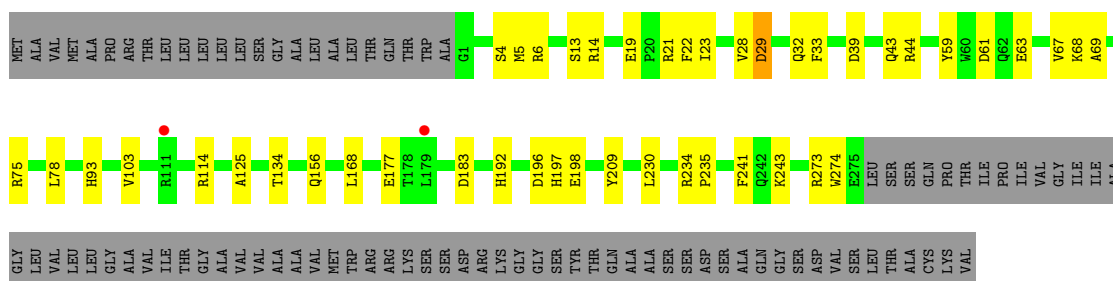 MET ALA VAL MET ALA PRO ARG THR LEU LEU LEU LEU LEU SER GLY ALA LEU ALA LEU THR GLN THR TRP ALA G1 S4 M5 R6 S13 R14 E19 P20 R21 F22 I23 V28 D29 Q32 F33 D39 Q43 R44 Y59 W60 D61 Q62 E63 V67 K68 A69
R75 L78 H93 V103 R111 R114 A125 T134 Q156 L168 E177 T178 L179 D183 H192 D196 H197 E198 Y209 L230 R234 P235 F241 Q242 K243 R273 W274 E275 LEU SER SER GLN PRO THR ILE PRO ILE VAL GLY ILE ILE ALA
GLY LEU VAL LEU LEU GLY ALA VAL ILE THR GLY ALA VAL VAL ALA ALA VAL MET TRP ARG ARG LYS SER SER ASP ARG LYS GLY GLY SER TYR THR GLN ALA ALA SER SER ASP SER ALA GLN GLY SER ASP VAL SER LEU THR ALA CYS LYS VAL